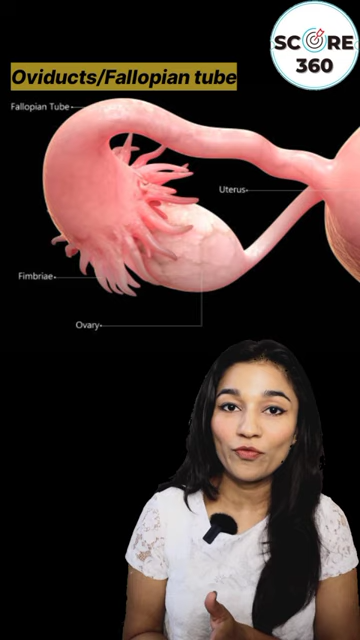 SCORE
360
Oviducts/Fallopian tube
Fallopian Tube
Uterus
Fimbriae
Ovary